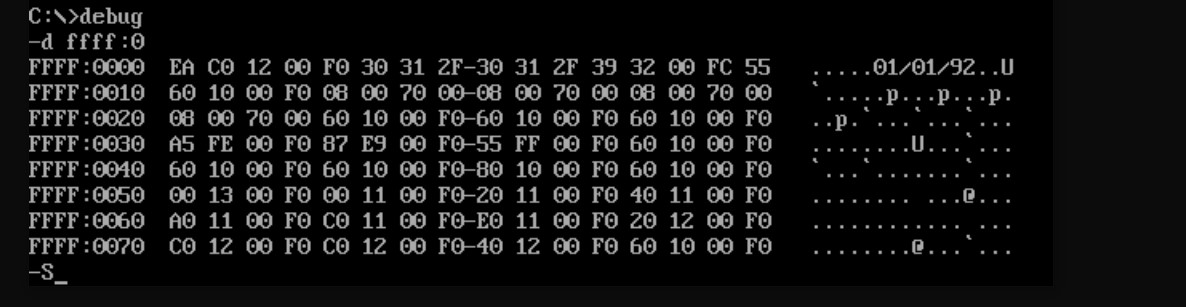 C:\>debug
-d ffff:0
FFFF:0000  EA C0 12 00 F0 30 31 2F-30 31 2F 39 32 00 FC 55   .....01/01/92..U
FFFF:0010  60 10 00 F0 08 00 70 00-08 00 70 00 08 00 70 00   `.....p...p...p.
FFFF:0020  08 00 70 00 60 10 00 F0-60 10 00 F0 60 10 00 F0   ..p.`...`...`...
FFFF:0030  A5 FE 00 F0 87 E9 00 F0-55 FF 00 F0 60 10 00 F0   ........U...`...
FFFF:0040  60 10 00 F0 60 10 00 F0-80 10 00 F0 60 10 00 F0   `...`.......`...
FFFF:0050  00 13 00 F0 00 11 00 F0-20 11 00 F0 40 11 00 F0   ........ ...@...
FFFF:0060  A0 11 00 F0 C0 11 00 F0-E0 11 00 F0 20 12 00 F0   ............ ...
FFFF:0070  C0 12 00 F0 C0 12 00 F0-40 12 00 F0 60 10 00 F0   ........@...`...
-S_